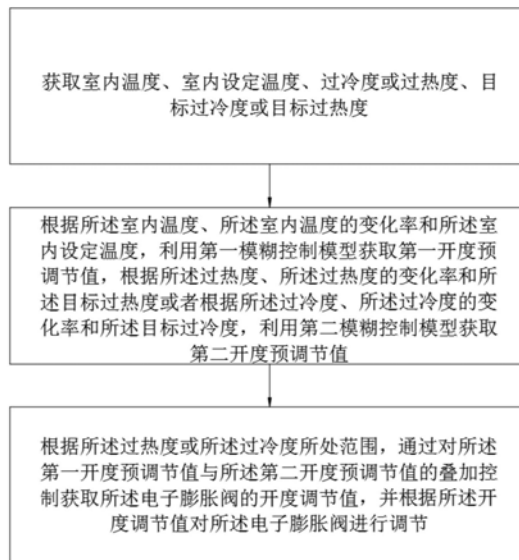 获取室内温度、室内设定温度、过冷度或过热度、目
标过冷度或目标过热度
根据所述室内温度、所述室内温度的变化率和所述室
内设定温度，利用第一模糊控制模型获取第一开度预
调节值，根据所述过热度、所述过热度的变化率和所
述目标过热度或者根据所述过冷度、所述过冷度的变
化率和所述目标过冷度，利用第二模糊控制模型获取
第二开度预调节值
根据所述过热度或所述过冷度所处范围，通过对所述
第一开度预调节值与所述第二开度预调节值的叠加控
制获取所述电子膨胀阀的开度调节值，并根据所述开
度调节值对所述电子膨胀阀进行调节